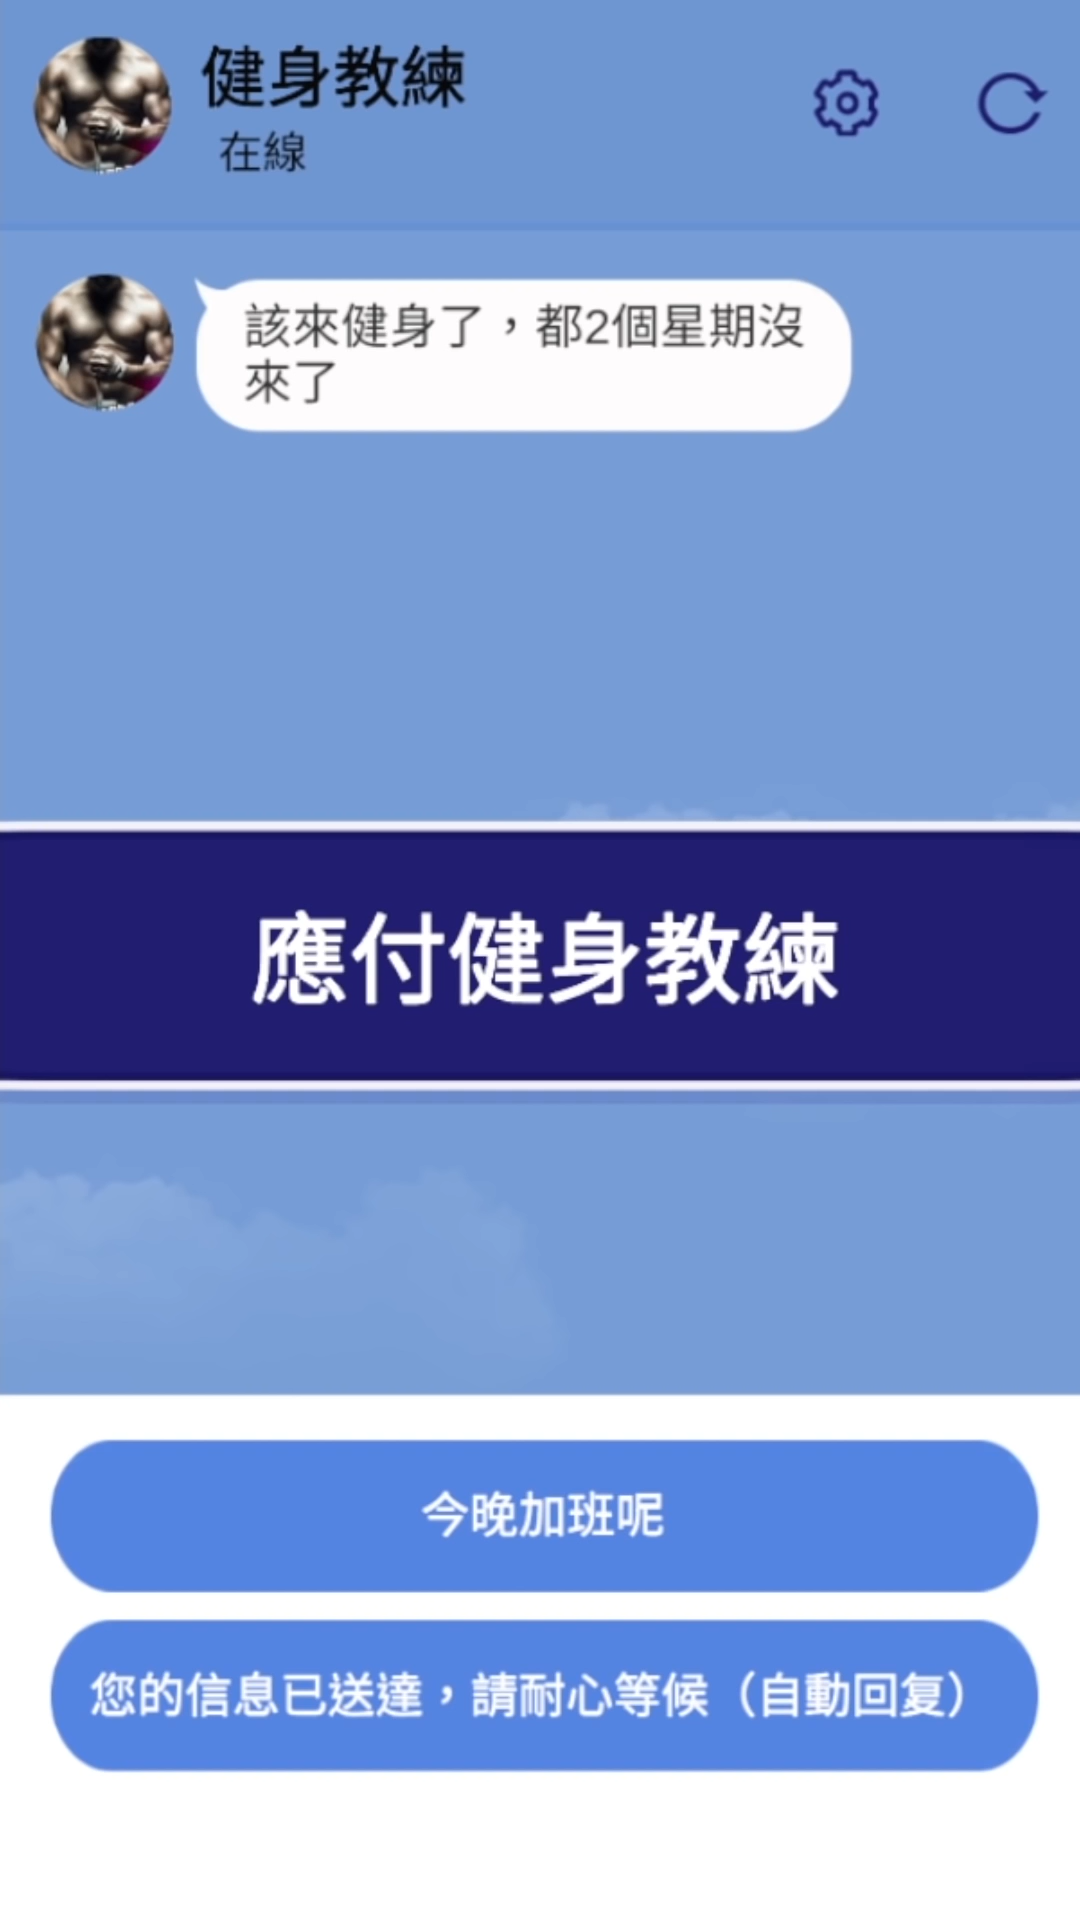 健身教練
在線
該來健身了，都2個星期沒
來了
應付健身教練
今晚加班呢
您的信息已送達，請耐心等候（自動回复）